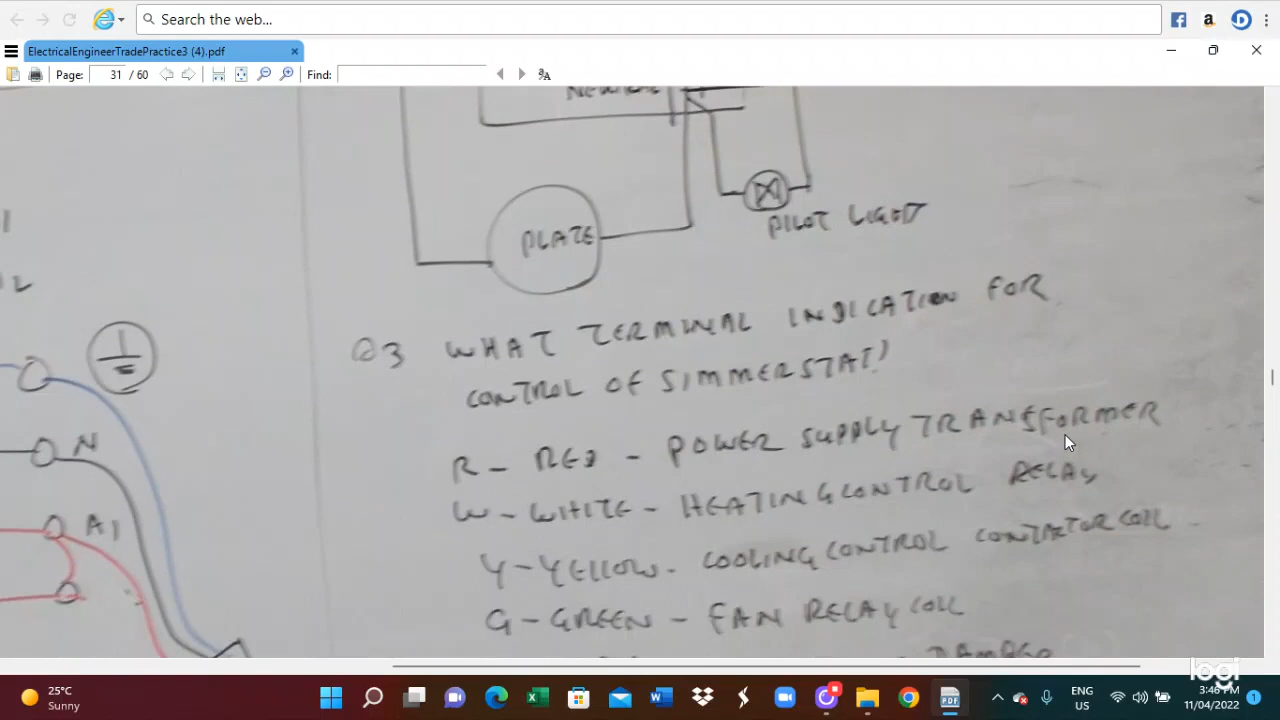 Search the web...
ElectricalEngineerTradePractice3 (4).pdf
Page: 31 / 60 Find:
PLATE
PILOT LIGHT
N
A1
Q3 WHAT TERMINAL INDICATION FOR
CONTROL OF SIMMERSTAT?
R - RED - POWER SUPPLY TRANSFORMER
W - WHITE - HEATING CONTROL RELAY
Y - YELLOW - COOLING CONTROL CONTACTOR COIL
G - GREEN - FAN RELAY COIL
logi
25°C
Sunny
ENG
US
3:46 PM
11/04/2022